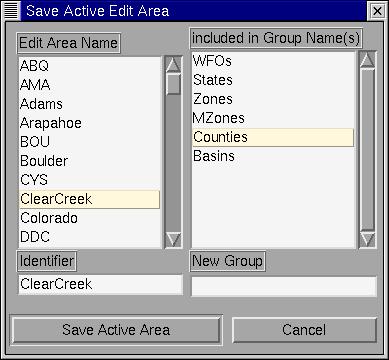 Save Active Edit Area
Edit Area Name
ABQ
AMA
Adams
Arapahoe
BOU
Boulder
CYS
ClearCreek
Colorado
DDC
included in Group Name(s)
WFOs
States
Zones
MZones
Counties
Basins
Identifier
ClearCreek
New Group
Save Active Area
Cancel